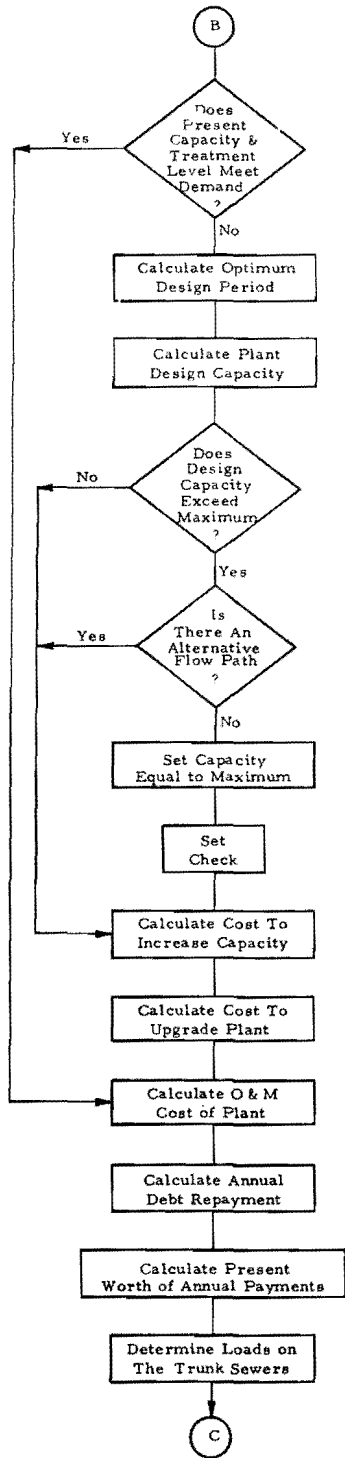 B
Does
Present
Capacity &
Treatment
Level Meet
Demand
?
Yes
No
Calculate Optimum
Design Period
Calculate Plant
Design Capacity
Does
Design
Capacity
Exceed
Maximum
?
No
Yes
Is
There An
Alternative
Flow Path
?
Yes
No
Set Capacity
Equal to Maximum
Set
Check
Calculate Cost To
Increase Capacity
Calculate Cost To
Upgrade Plant
Calculate O & M
Cost of Plant
Calculate Annual
Debt Repayment
Calculate Present
Worth of Annual Payments
Determine Loads on
The Trunk Sewers
C